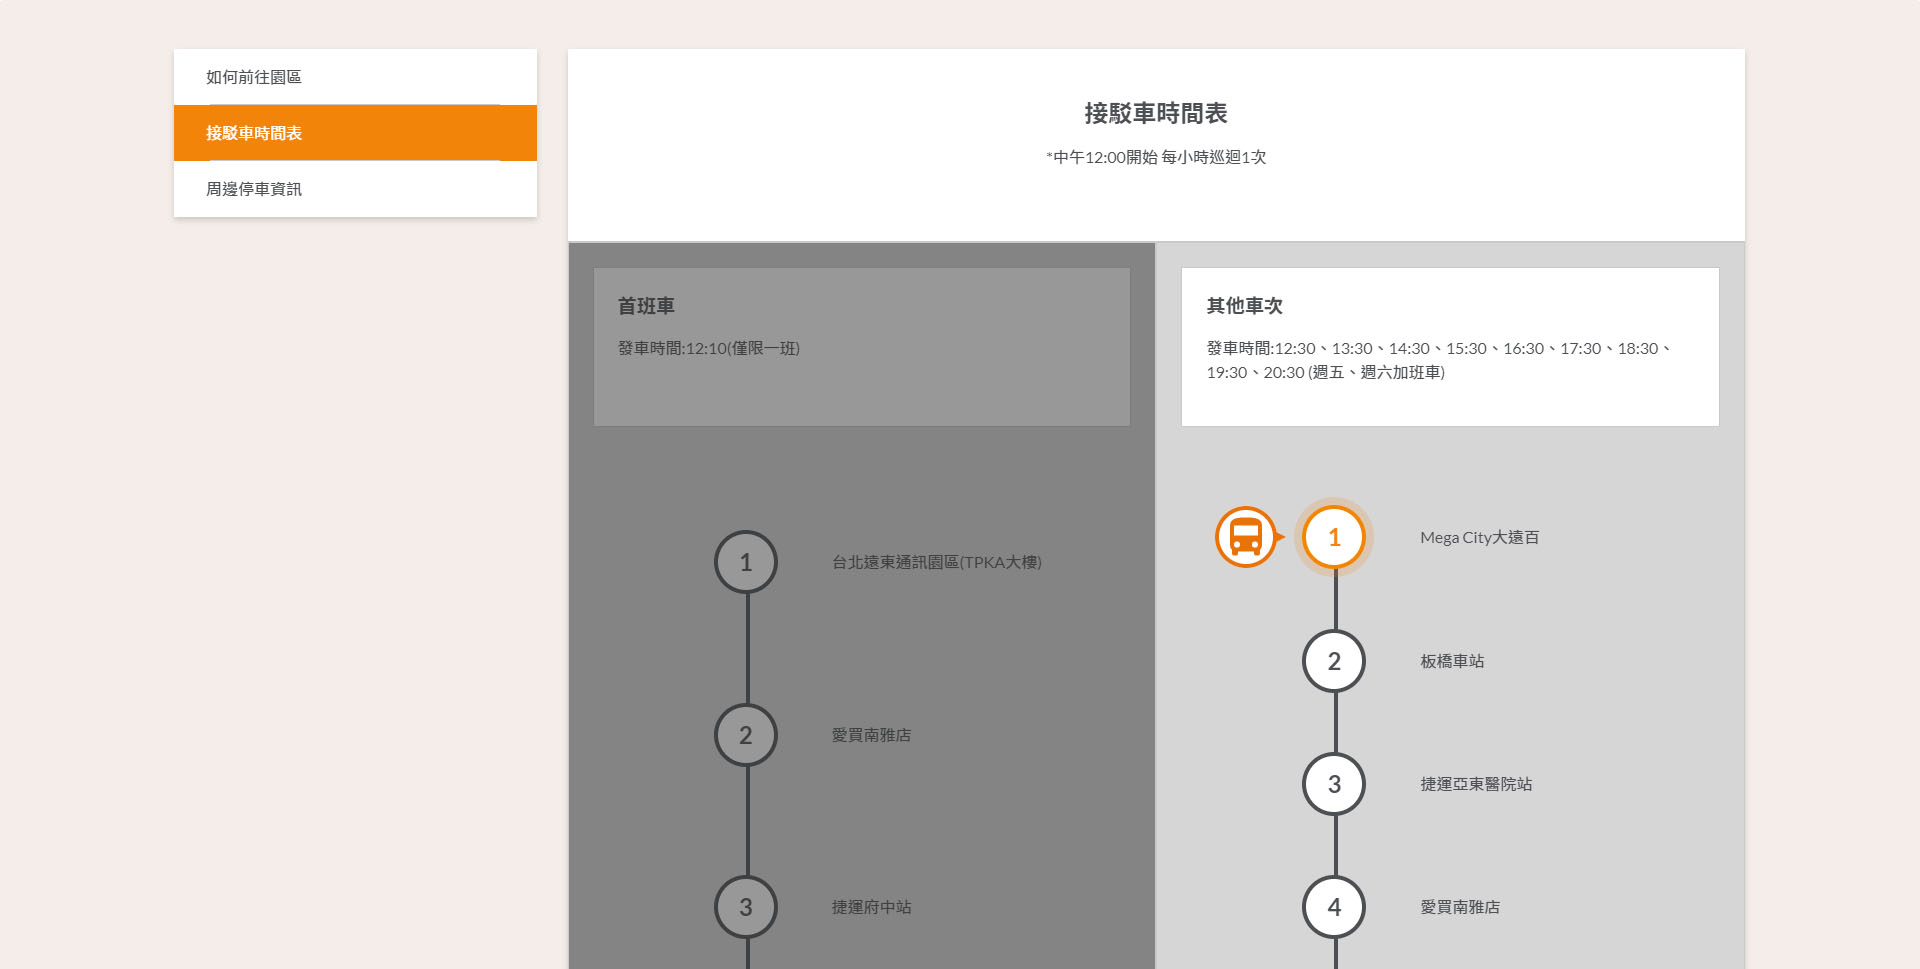 如何前往園區
接駁車時間表
周邊停車資訊
接駁車時間表
*中午12:00開始 每小時巡迴1次
首班車
發車時間:12:10(僅限一班)
1
台北遠東通訊園區(TPKA大樓)
2
愛買南雅店
3
捷運府中站
其他車次
發車時間:12:30、13:30、14:30、15:30、16:30、17:30、18:30、
19:30、20:30 (週五、週六加班車)
1
Mega City大遠百
2
板橋車站
3
捷運亞東醫院站
4
愛買南雅店